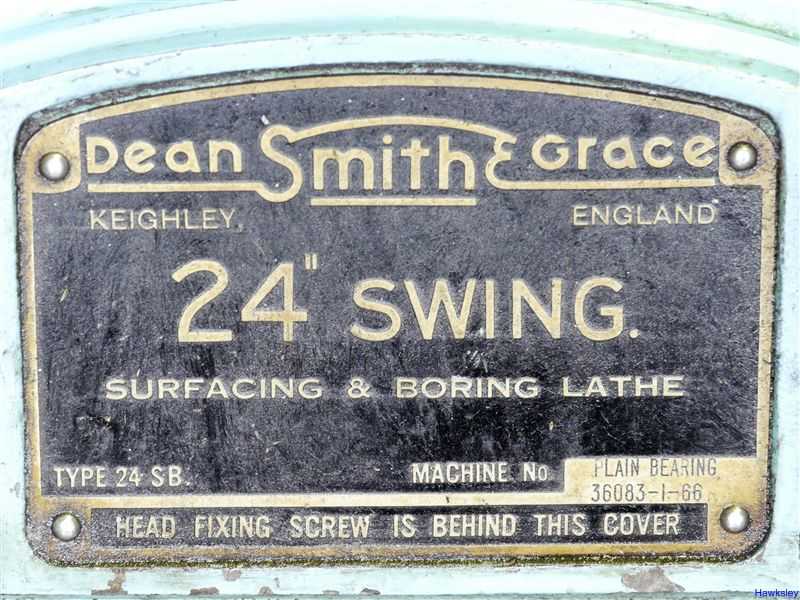 Dean Smith & Grace
KEIGHLEY, ENGLAND
24" SWING.
SURFACING & BORING LATHE
PLAIN BEARING
TYPE 24 SB. MACHINE No. 36083-1-66
HEAD FIXING SCREW IS BEHIND THIS COVER
Hawksley